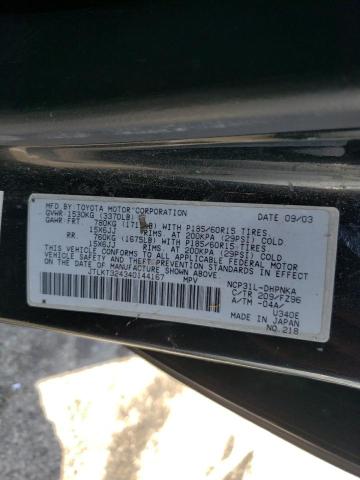 MFD BY: TOYOTA MOTOR CORPORATION DATE 09/03
GVWR 1530KG (3370LB)
GAWR: FRT 780KG (1715LB) WITH P185/60R15 TIRES,
15X6JJ RIMS, AT 200KPA (29PSI) COLD
RR. 760KG (1675LB) WITH P185/60R15 TIRES,
15X6JJ RIMS, AT 200KPA (29PSI) COLD
THIS VEHICLE CONFORMS TO ALL APPLICABLE FEDERAL MOTOR
VEHICLE SAFETY AND THEFT PREVENTION STANDARDS
IN EFFECT ON THE DATE OF MANUFACTURE SHOWN ABOVE.
JTLKT324340144167 MPV NCP31L-DHPNKA
C/TR 209/FZ96
A/TM -04A/
U340E
MADE IN JAPAN
NO. 218